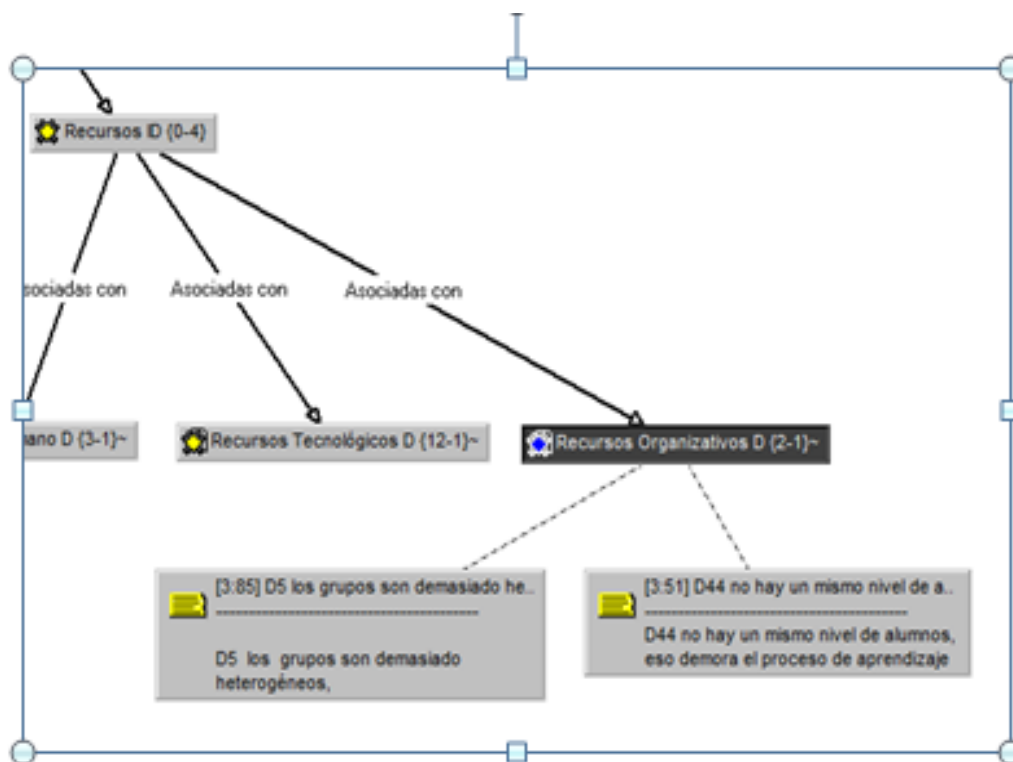 Recursos ID {0-4}
sociadas con
Asociadas con
Asociadas con
ano D {3-1}~
Recursos Tecnológicos D {12-1}~
Recursos Organizativos D {2-1}~
[3:85] D5 los grupos son demasiado he..
D5 los grupos son demasiado
heterogéneos,
[3:51] D44 no hay un mismo nivel de a..
D44 no hay un mismo nivel de alumnos,
eso demora el proceso de aprendizaje